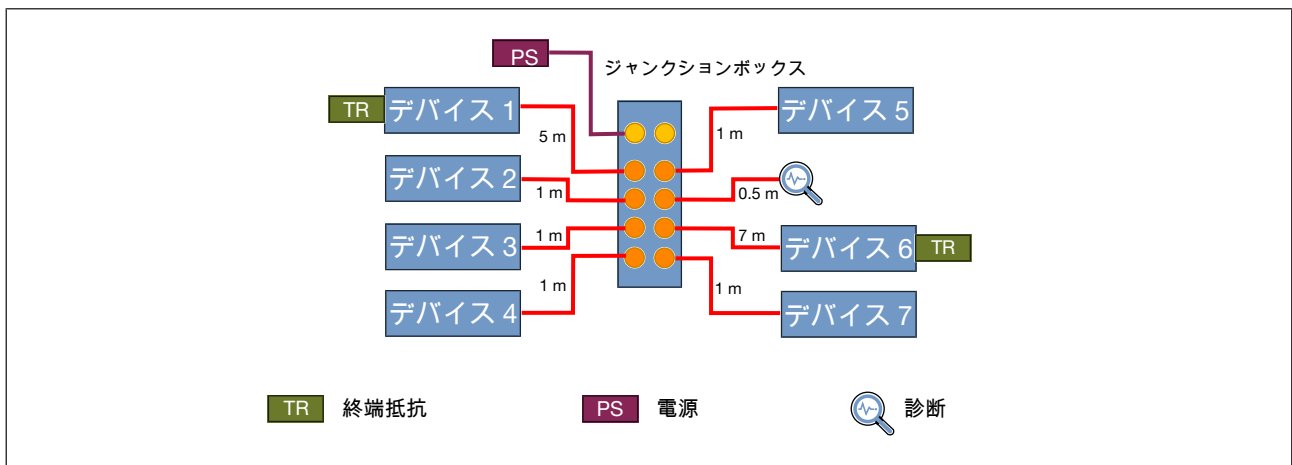 PS
ジャンクションボックス
TR
デバイス 1
5 m
デバイス 5
1 m
デバイス 2
1 m
0.5 m
デバイス 3
1 m
7 m
デバイス 6
TR
デバイス 4
1 m
1 m
デバイス 7
TR 終端抵抗
PS 電源
診断